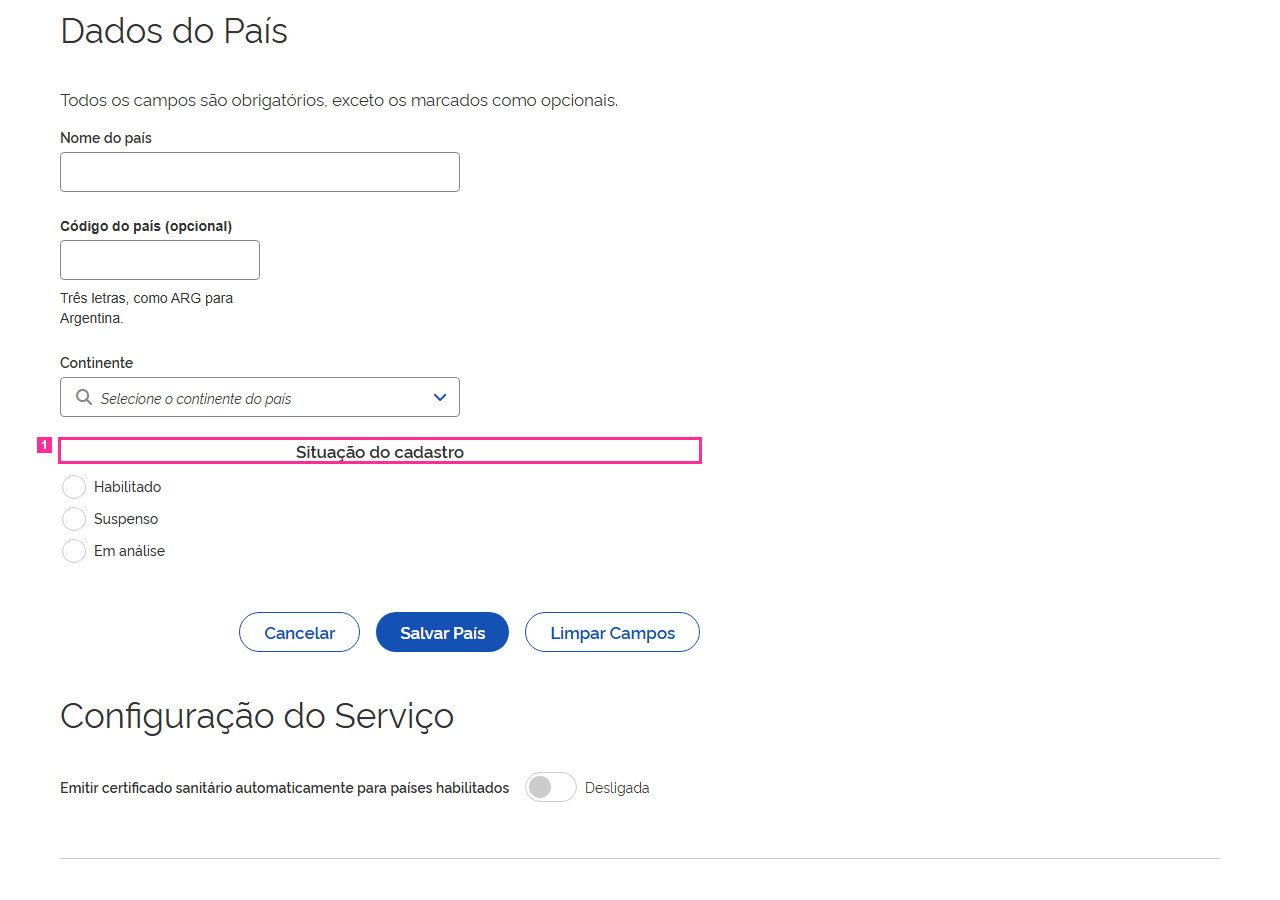 Dados do País
Todos os campos são obrigatórios, exceto os marcados como opcionais.
Nome do país
Código do país (opcional)
Três letras, como ARG para
Argentina.
Continente
Selecione o continente do país
1
Situação do cadastro
Habilitado
Suspenso
Em análise
Cancelar
Salvar País
Limpar Campos
Configuração do Serviço
Emitir certificado sanitário automaticamente para países habilitados
Desligada